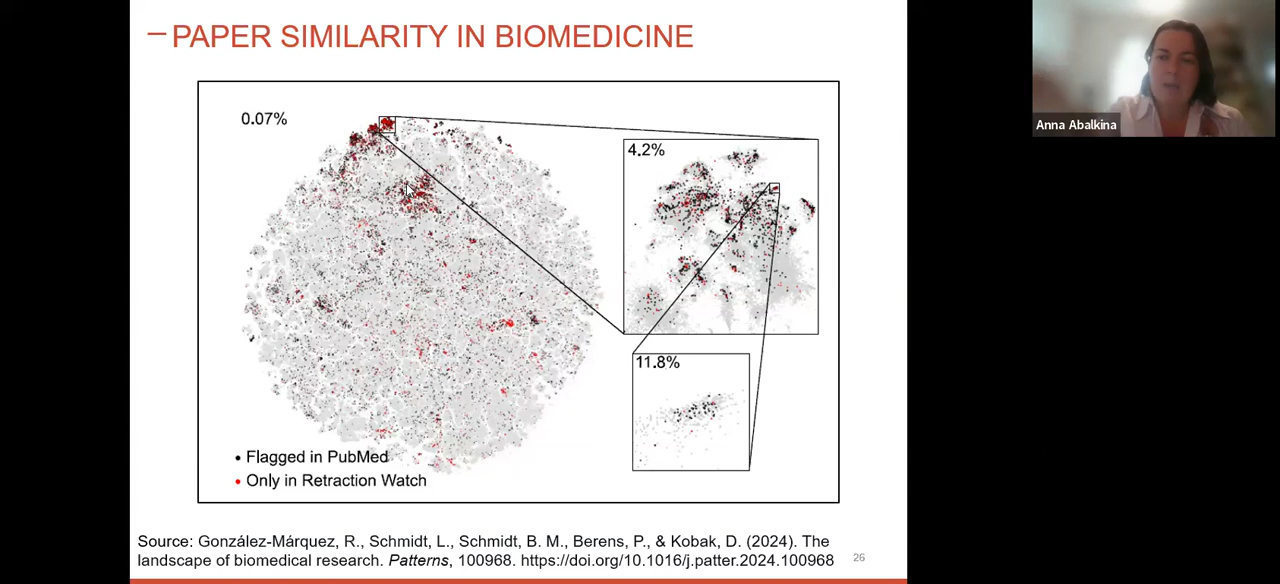 – PAPER SIMILARITY IN BIOMEDICINE
Anna Abalkina
0.07%
4.2%
11.8%
• Flagged in PubMed
• Only in Retraction Watch
Source: González-Márquez, R., Schmidt, L., Schmidt, B. M., Berens, P., & Kobak, D. (2024). The
landscape of biomedical research. Patterns, 100968. https://doi.org/10.1016/j.patter.2024.100968
26